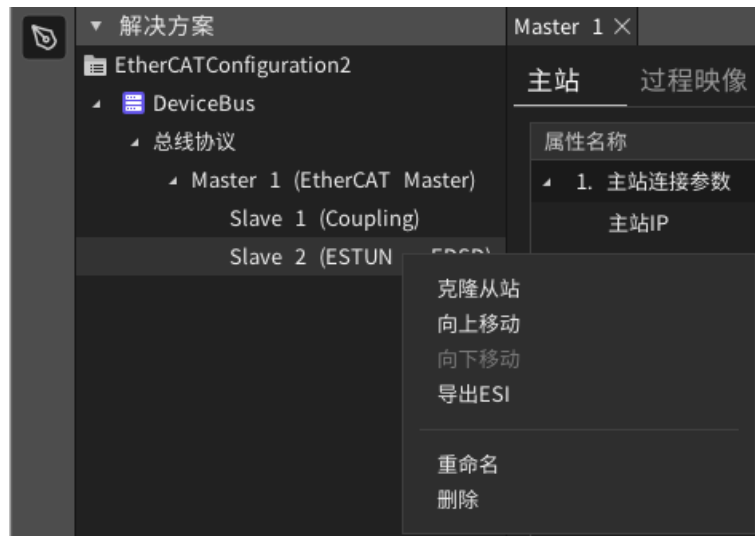 解决方案
Master 1
EtherCATConfiguration2
主站
过程映像
DeviceBus
总线协议
属性名称
Master 1 (EtherCAT Master)
1. 主站连接参数
Slave 1 (Coupling)
主站IP
Slave 2 (ESTUN
克隆从站
向上移动
向下移动
导出ESI
重命名
删除